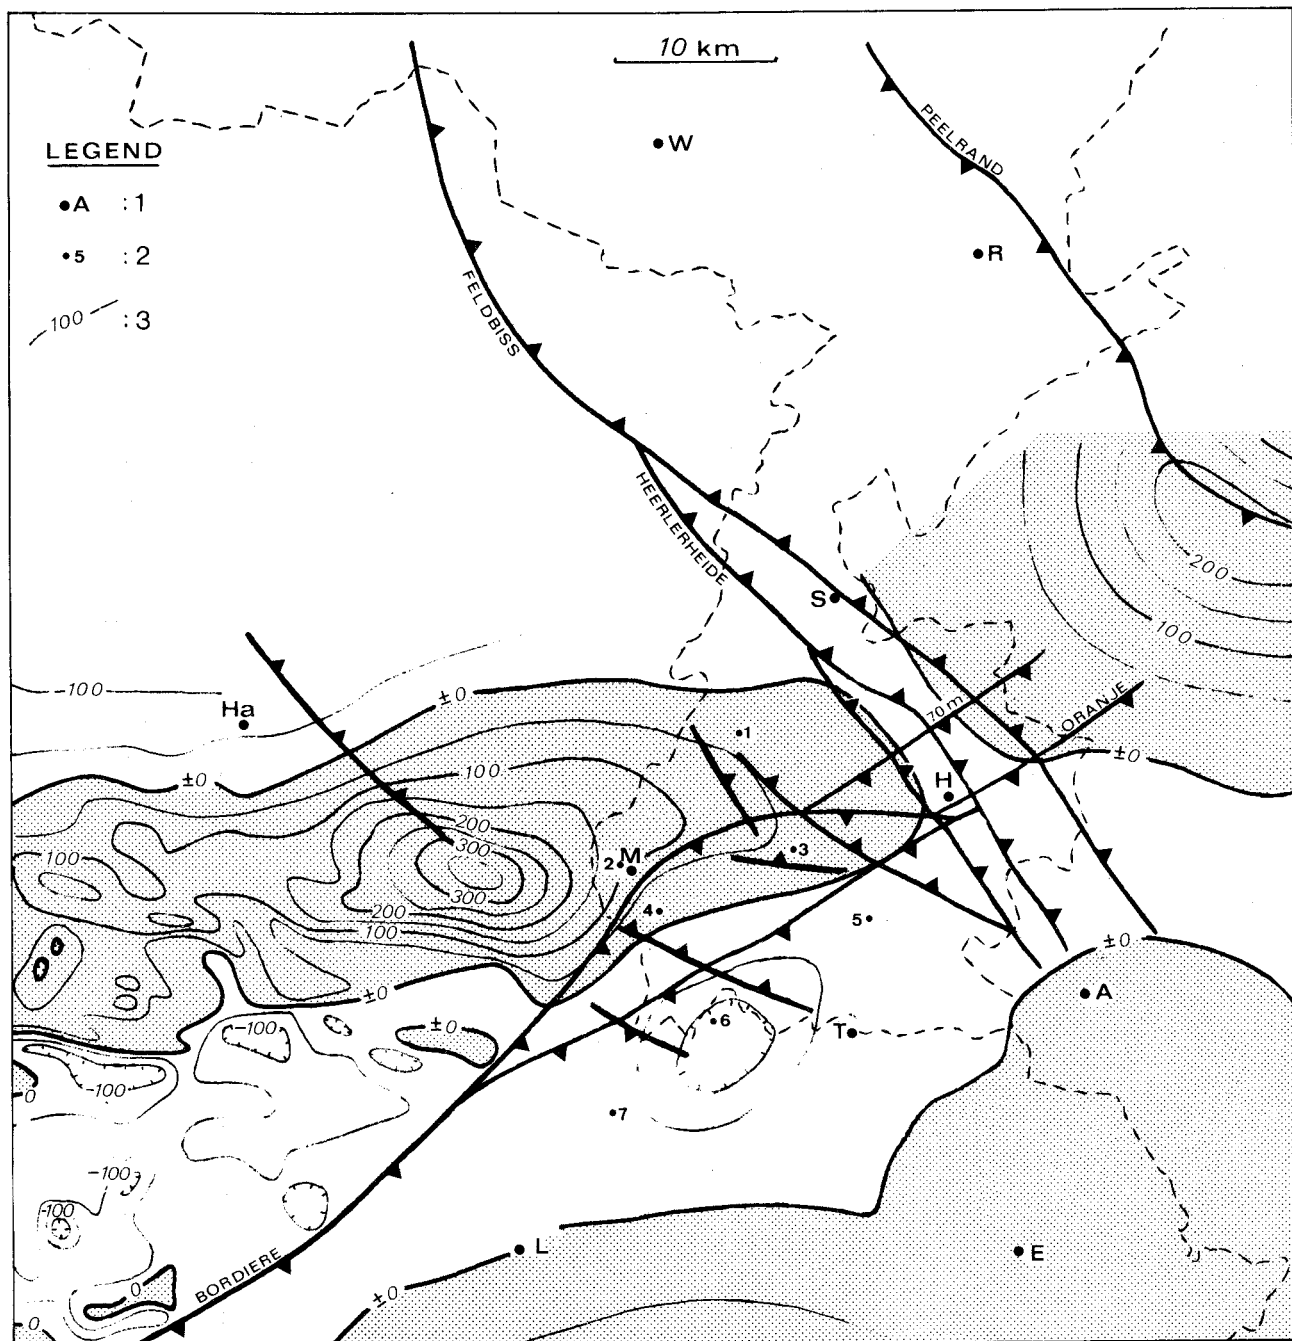 10 km
W
PEELRAND
LEGEND
•A : 1
•5 : 2
100 : 3
R
FELDBISS
HEERLERHEIDE
200
S
100
-100
±0
Ha
70 m
ORANJE
1
±0
±0
100
H
200
300
100
3
2 M
300
200
100
4
5
±0
±0
A
-100
±0
6
T
-100
0
7
-100
-100
BORDIERE
L
E
0
±0
0